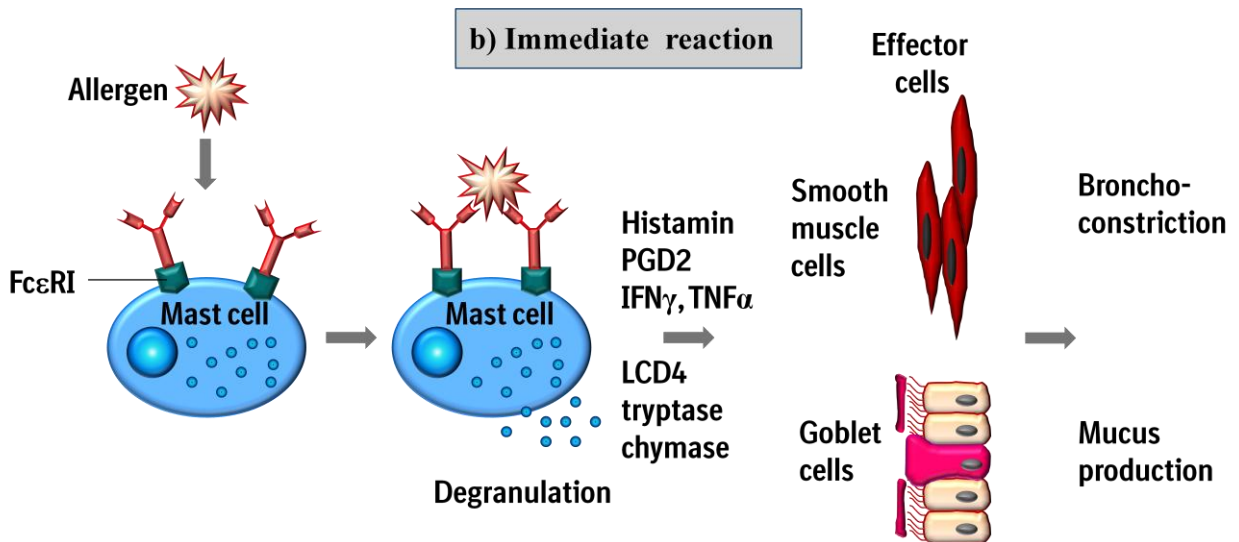 b) Immediate reaction
Allergen
FcεRI
Mast cell
Mast cell
Degranulation
Histamin
PGD2
IFNγ, TNFα
LCD4
tryptase
chymase
Effector
cells
Smooth
muscle
cells
Goblet
cells
Broncho-
constriction
Mucus
production